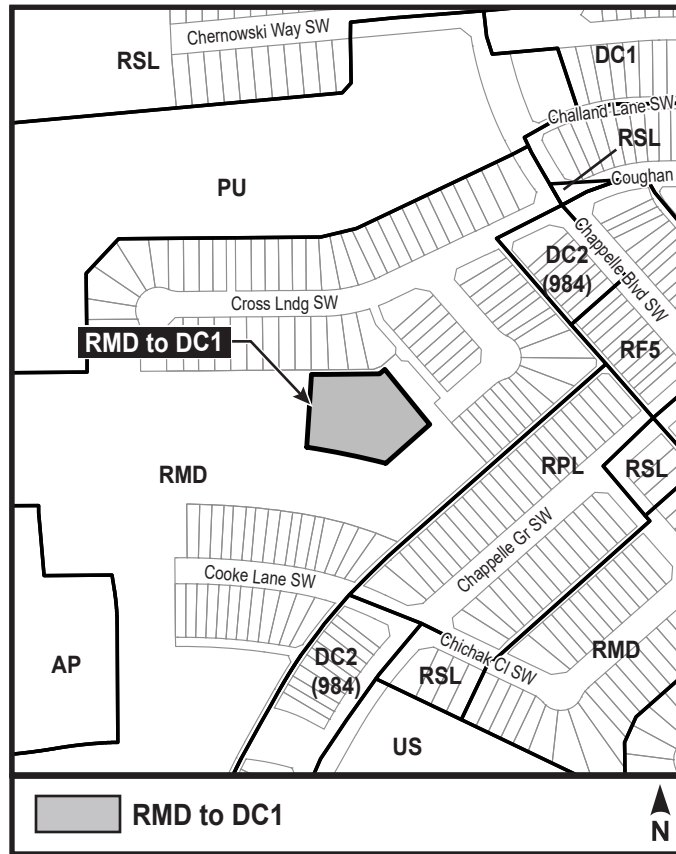 Chernowski Way SW
RSL
DC1
Challand Lane SW
RSL
Coughan
PU
DC2
(984)
Chappelle Blvd SW
Cross Lndg SW
RMD to DC1
RF5
RMD
RPL
RSL
Chappelle Gr SW
Cooke Lane SW
AP
DC2
(984)
RSL
Chichak Cl SW
RMD
US
RMD to DC1
N